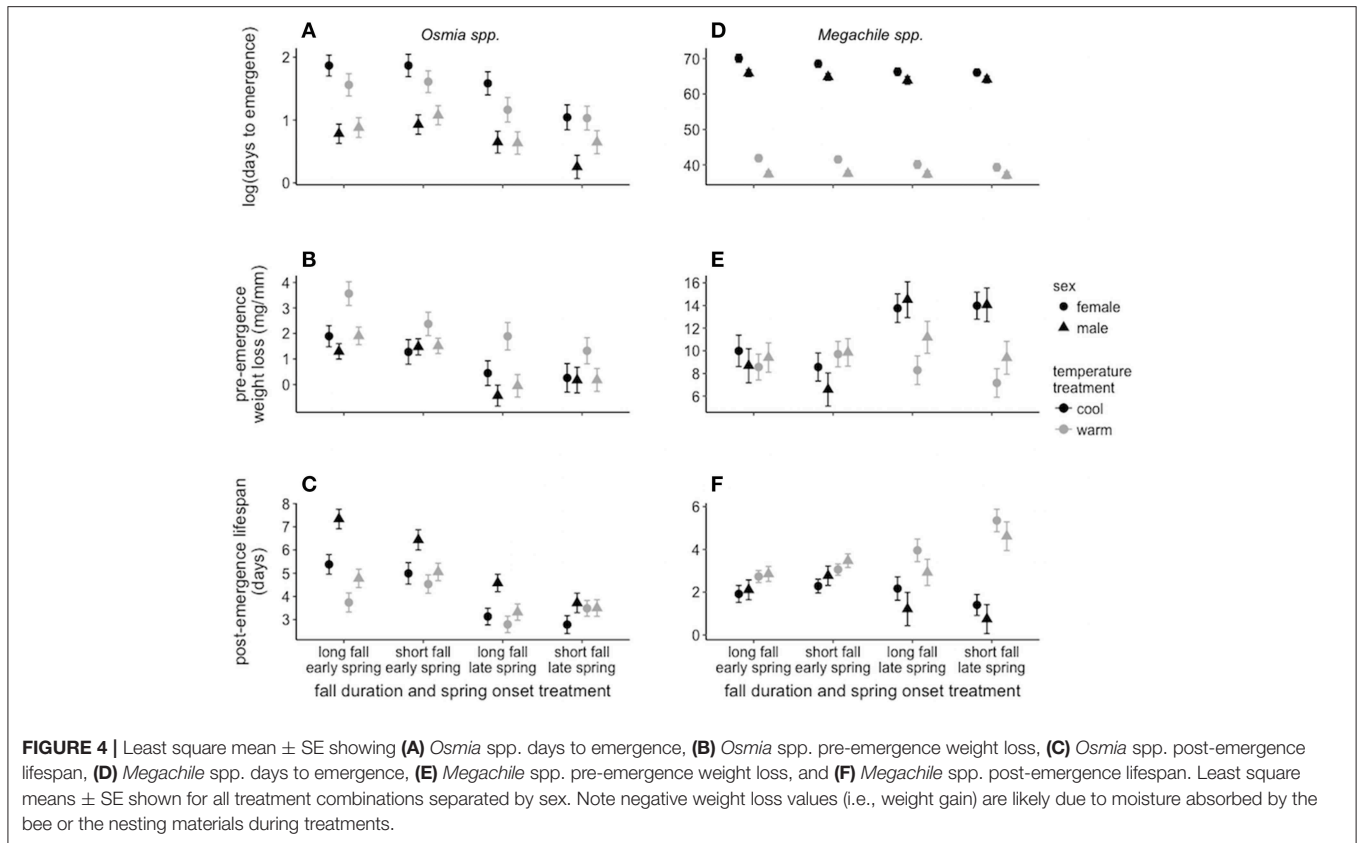 A
Osmia spp.
log(days to emergence)
2
1
0
D
Megachile spp.
70
60
50
40
B
pre-emergence
weight loss (mg/mm)
4
3
2
1
0
E
16
14
12
10
8
6
sex
female
male
temperature
treatment
cool
warm
C
post-emergence lifespan
(days)
8
7
6
5
4
3
long fall short fall long fall short fall
early spring early spring late spring late spring
fall duration and spring onset treatment
F
6
4
2
0
long fall short fall long fall short fall
early spring early spring late spring late spring
fall duration and spring onset treatment
FIGURE 4 | Least square mean ± SE showing (A) Osmia spp. days to emergence, (B) Osmia spp. pre-emergence weight loss, (C) Osmia spp. post-emergence
lifespan, (D) Megachile spp. days to emergence, (E) Megachile spp. pre-emergence weight loss, and (F) Megachile spp. post-emergence lifespan. Least square
means ± SE shown for all treatment combinations separated by sex. Note negative weight loss values (i.e., weight gain) are likely due to moisture absorbed by the
bee or the nesting materials during treatments.